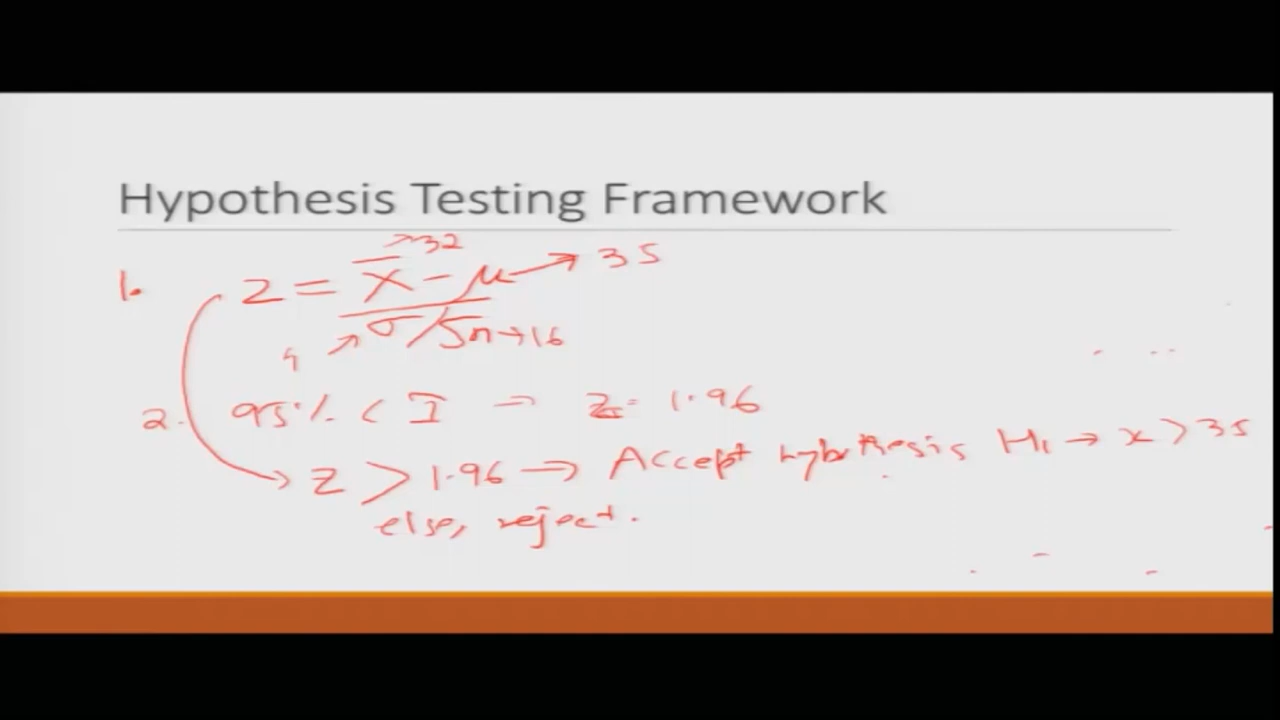 Hypothesis Testing Framework
→32
1. Z = X̄ - μ → 35
σ/√n → 16
4
2. 95% CI → Z = 1.96
Z > 1.96 → Accept hypothesis H₁ → x > 35
else, reject.